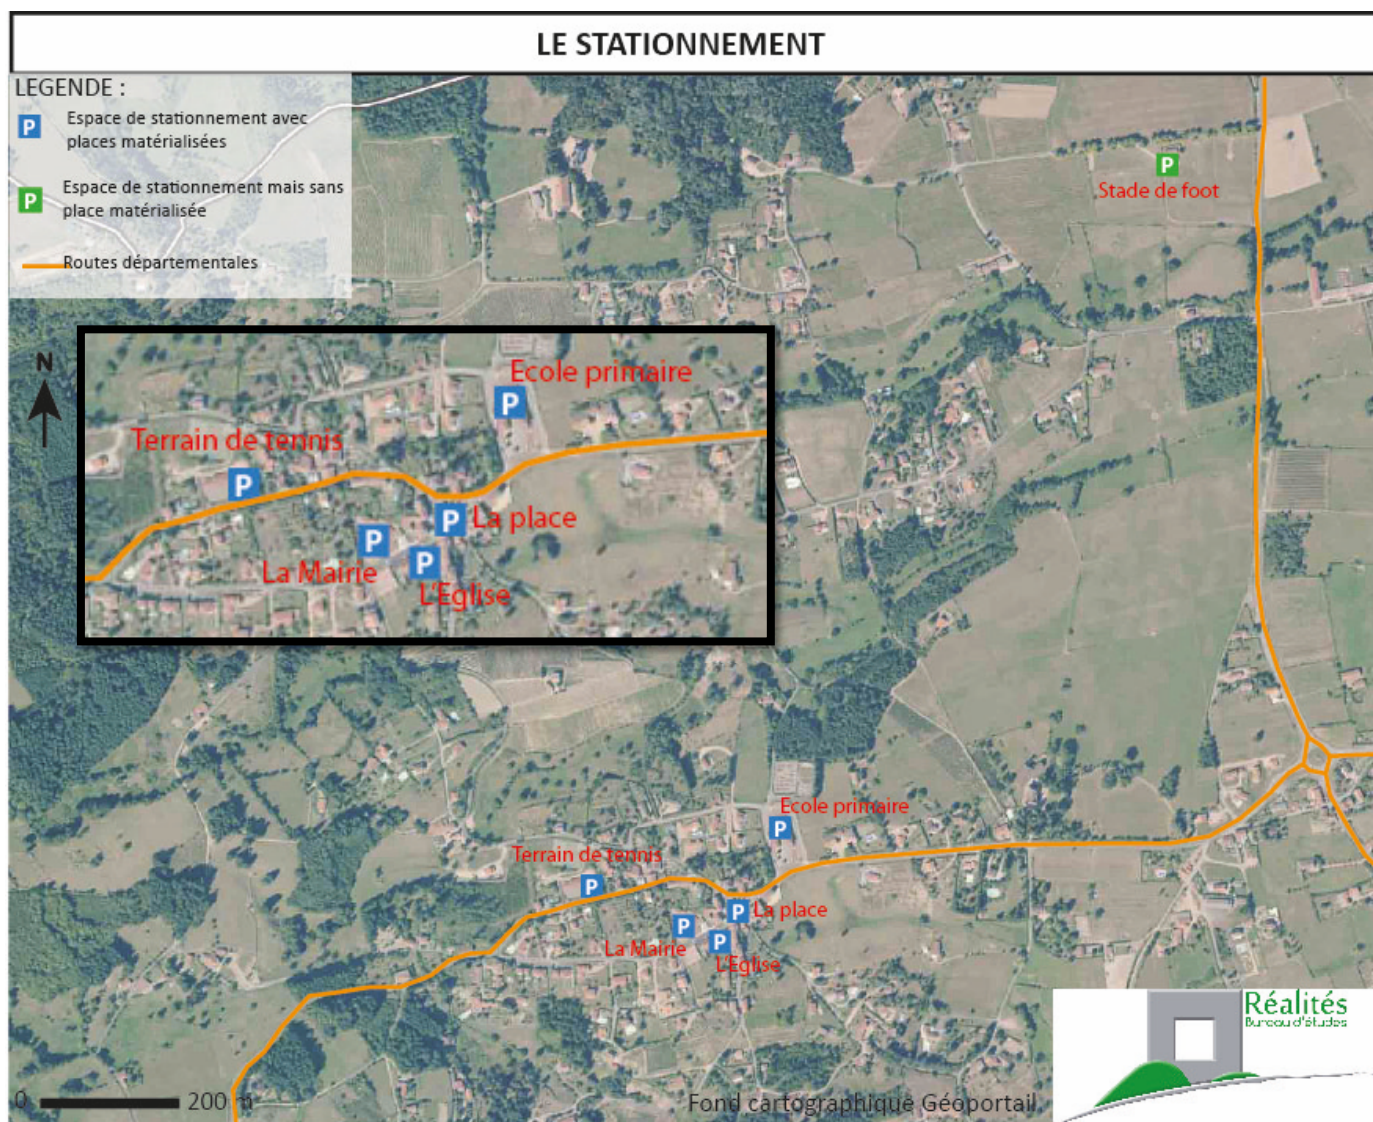 LE STATIONNEMENT
LEGENDE :
P
Espace de stationnement avec
places matérialisées
P
Espace de stationnement mais sans
place matérialisée
Routes départementales
P
Stade de foot
N
Ecole primaire
P
Terrain de tennis
P
P
La place
P
La Mairie
P
L'Eglise
Ecole primaire
P
Terrain de tennis
P
P
La place
P
La Mairie
P
L'Eglise
Réalités
Bureau d'études
0
200 m
Fond cartographique Géoportail